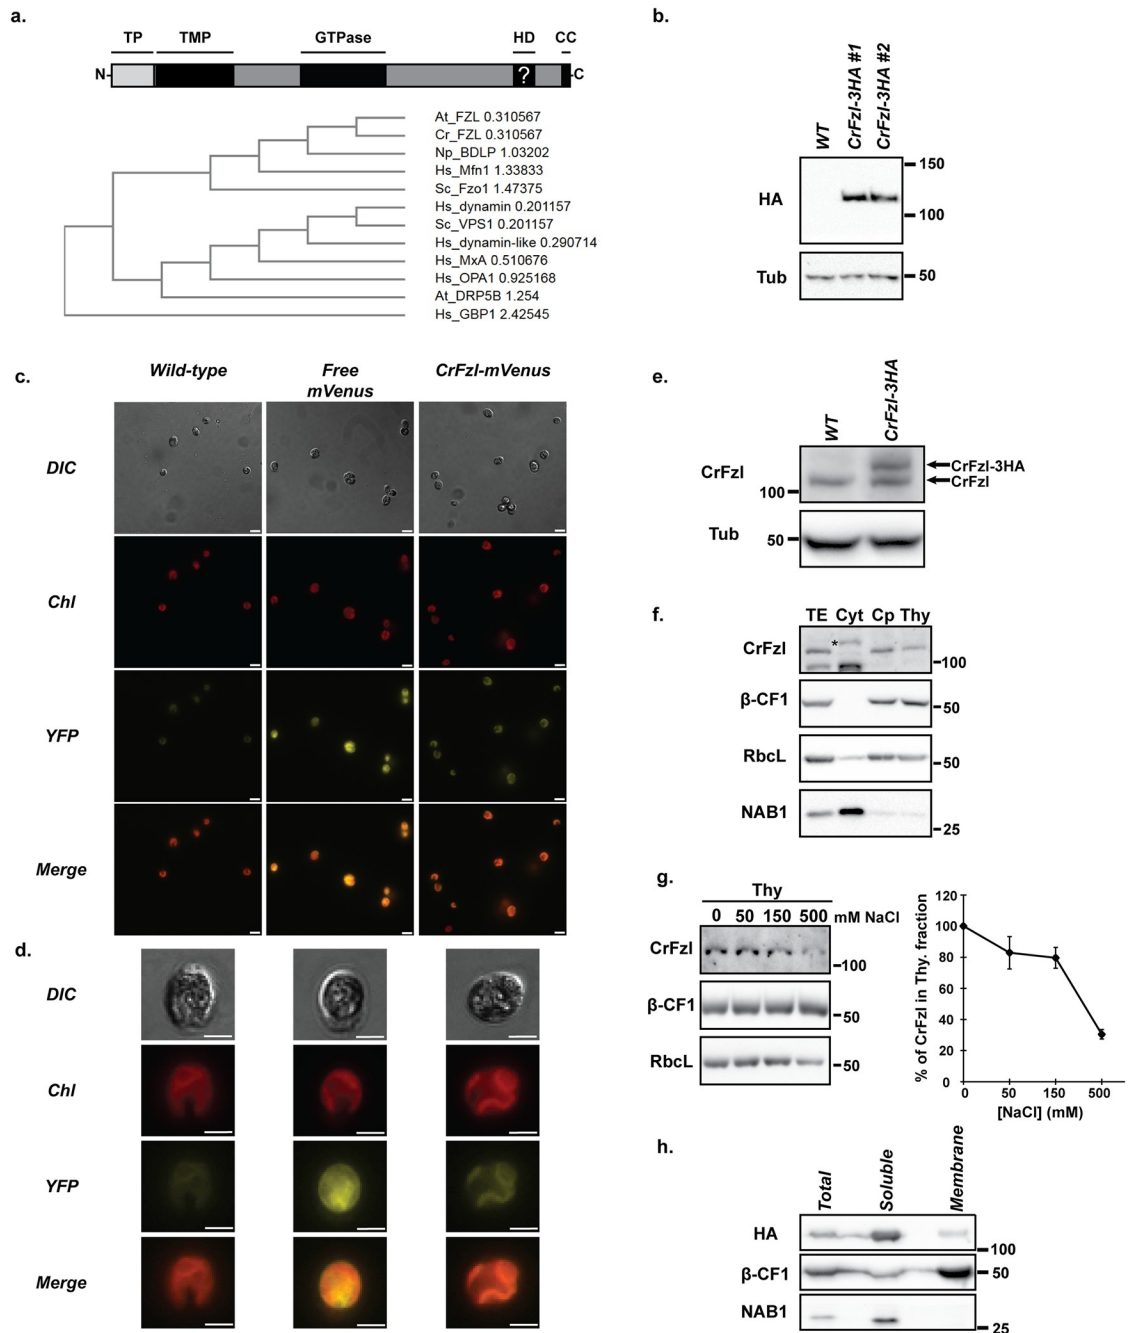 a.
TP TMP GTPase HD CC
N- ? -C
At_FZL 0.310567
Cr_FZL 0.310567
Np_BDLP 1.03202
Hs_Mfn1 1.33833
Sc_Fzo1 1.47375
Hs_dynamin 0.201157
Sc_VPS1 0.201157
Hs_dynamin-like 0.290714
Hs_MxA 0.510676
Hs_OPA1 0.925168
At_DRP5B 1.254
Hs_GBP1 2.42545
b.
WT
CrFzl-3HA #1
CrFzl-3HA #2
HA
150
100
Tub
50
c.
Wild-type
Free
mVenus
CrFzl-mVenus
DIC
Chl
YFP
Merge
d.
DIC
Chl
YFP
Merge
e.
WT
CrFzl-3HA
CrFzl
CrFzl-3HA
CrFzl
100
Tub
50
f.
TE Cyt Cp Thy
CrFzl
*
100
β-CF1
50
RbcL
50
NAB1
25
g.
Thy
0 50 150 500 mM NaCl
CrFzl
100
β-CF1
50
RbcL
50
% of CrFzl in Thy. fraction
120
100
80
60
40
20
0
0 50 150 500
[NaCl] (mM)
h.
Total
Soluble
Membrane
HA
100
β-CF1
50
NAB1
25